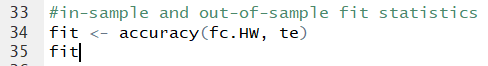 33 #in-sample and out-of-sample fit statistics
34 fit <- accuracy(fc.HW, te)
35 fit